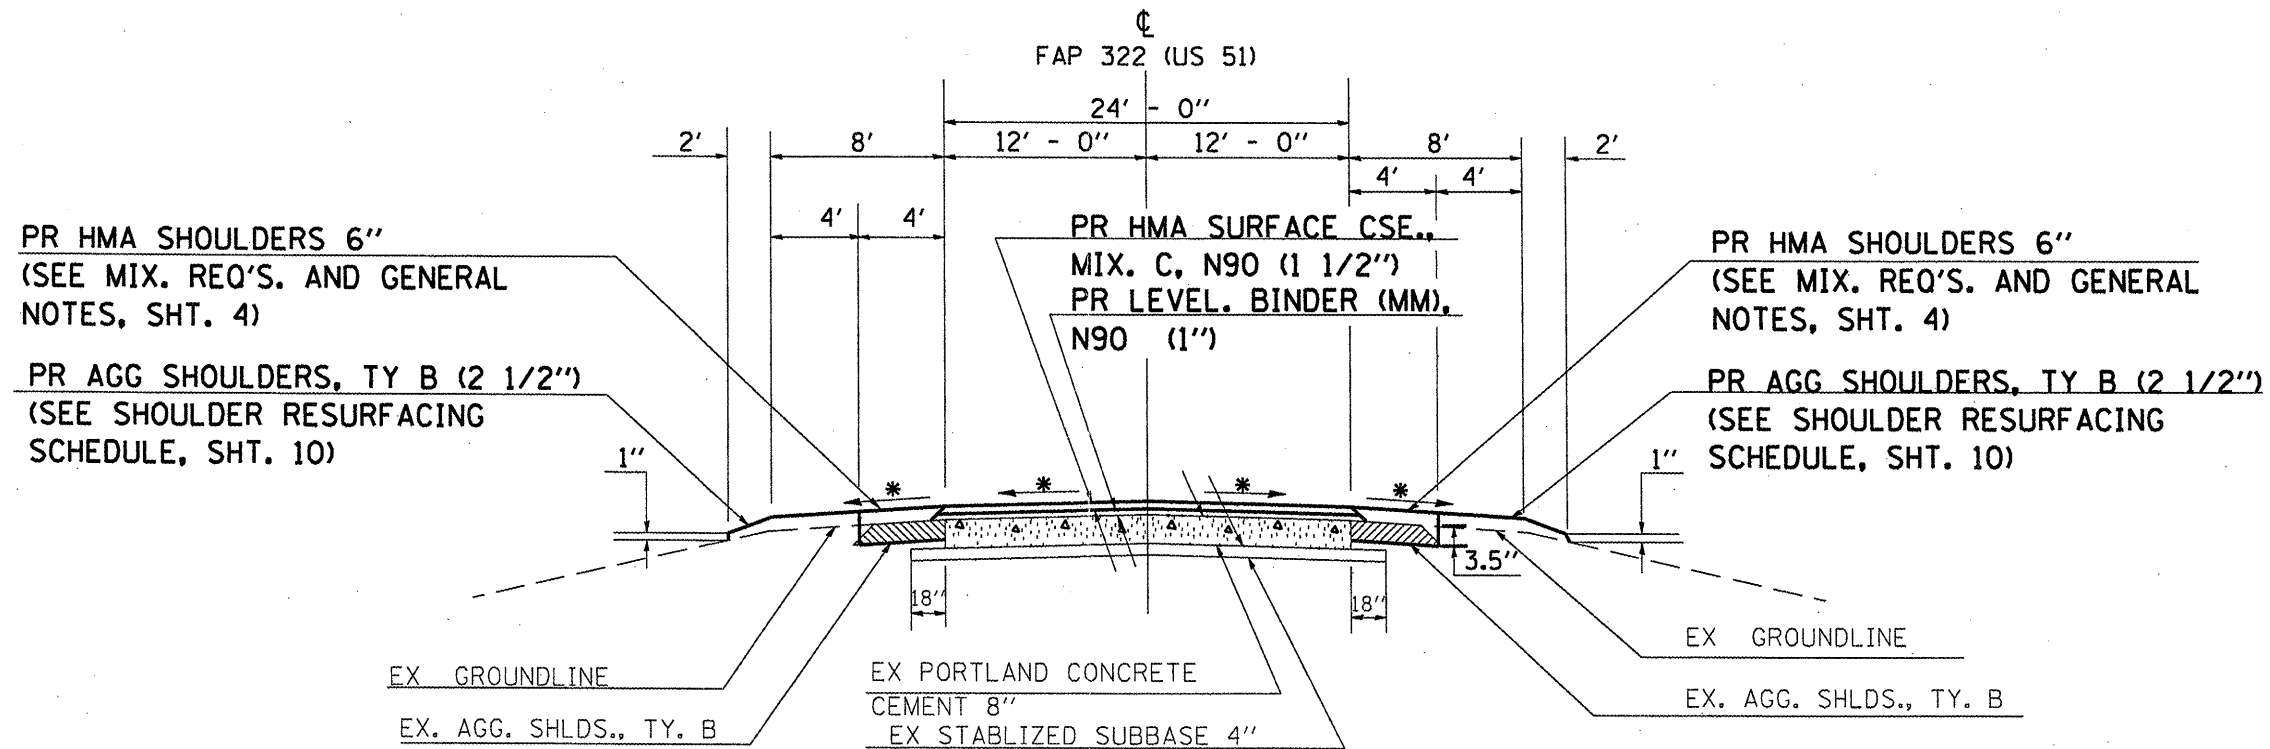 ℄
FAP 322 (US 51)
24' - 0"
2' 8' 12' - 0" 12' - 0" 8' 2'
4' 4'
4' 4'
PR HMA SURFACE CSE.,
MIX. C, N90 (1 1/2")
PR LEVEL. BINDER (MM),
N90 (1")
PR HMA SHOULDERS 6"
(SEE MIX. REQ'S. AND GENERAL
NOTES, SHT. 4)
PR AGG SHOULDERS, TY B (2 1/2")
(SEE SHOULDER RESURFACING
SCHEDULE, SHT. 10)
PR HMA SHOULDERS 6"
(SEE MIX. REQ'S. AND GENERAL
NOTES, SHT. 4)
PR AGG SHOULDERS, TY B (2 1/2")
(SEE SHOULDER RESURFACING
SCHEDULE, SHT. 10)
1" 1"
* * * *
3.5"
18" 18"
EX GROUNDLINE
EX. AGG. SHLDS., TY. B
EX PORTLAND CONCRETE
CEMENT 8"
EX STABLIZED SUBBASE 4"
EX GROUNDLINE
EX. AGG. SHLDS., TY. B